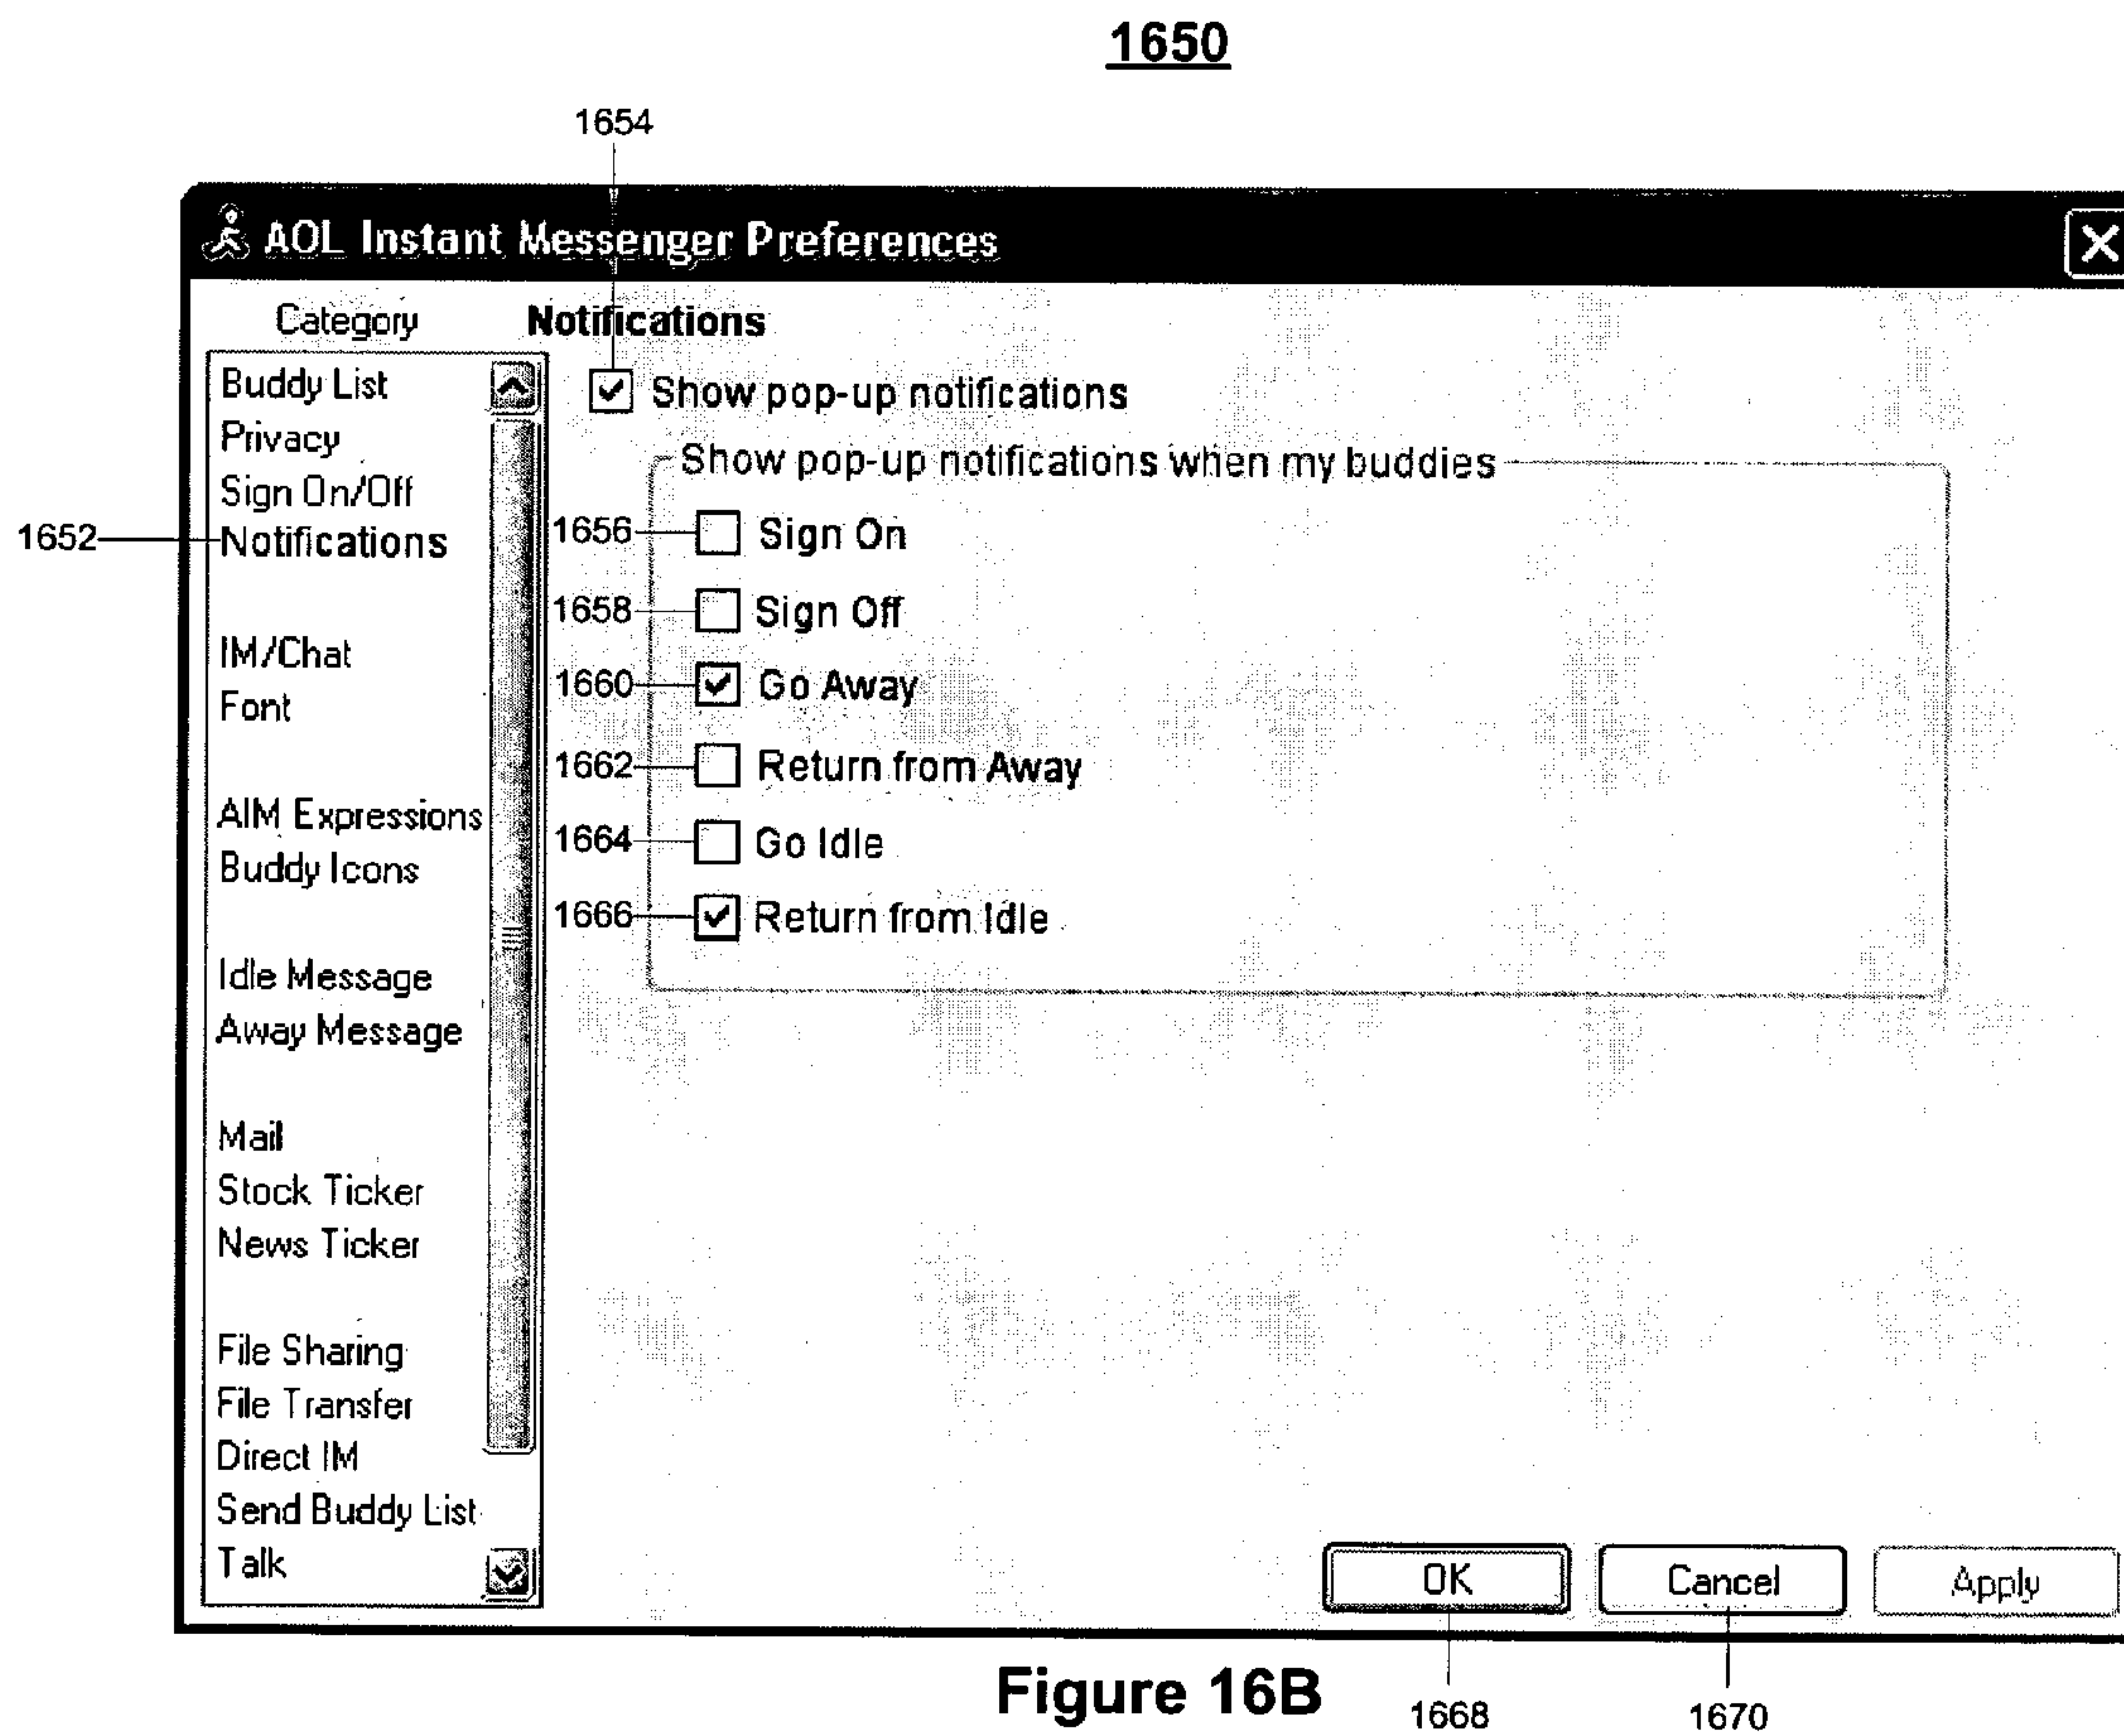 1650
1654
AOL Instant Messenger Preferences
Category
Notifications
Buddy List
Privacy
Sign On/Off
1652
Notifications
IM/Chat
Font
AIM Expressions
Buddy Icons
Idle Message
Away Message
Mail
Stock Ticker
News Ticker
File Sharing
File Transfer
Direct IM
Send Buddy List
Talk
Show pop-up notifications
Show pop-up notifications when my buddies
1656 Sign On
1658 Sign Off
1660 Go Away
1662 Return from Away
1664 Go Idle
1666 Return from Idle
OK Cancel Apply
Figure 16B
1668 1670